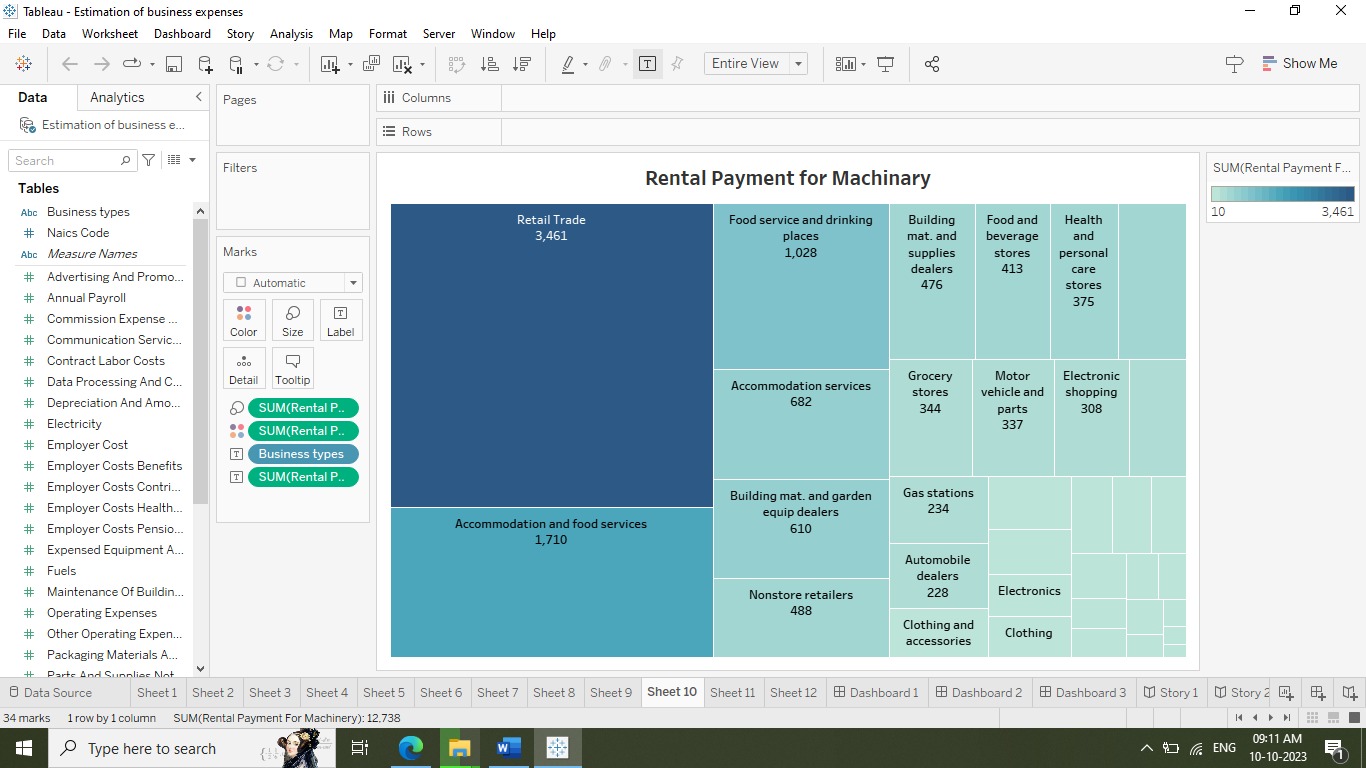 Tableau - Estimation of business expenses
File Data Worksheet Dashboard Story Analysis Map Format Server Window Help
Entire View
Show Me
Data Analytics
Estimation of business e...
Search
Tables
Abc Business types
# Naics Code
Abc Measure Names
# Advertising And Promo...
# Annual Payroll
# Commission Expense ...
# Communication Servic...
# Contract Labor Costs
# Data Processing And C...
# Depreciation And Amo...
# Electricity
# Employer Cost
# Employer Costs Benefits
# Employer Costs Contri...
# Employer Costs Health...
# Employer Costs Pensio...
# Expensed Equipment A...
# Fuels
# Maintenance Of Buildin...
# Operating Expenses
# Other Operating Expen...
# Packaging Materials A...
# Parts And Supplies Not
Pages
Filters
Marks
Automatic
Color Size Label
Detail Tooltip
SUM(Rental P..
SUM(Rental P..
Business types
SUM(Rental P..
Columns
Rows
Rental Payment for Machinary
Retail Trade
3,461
Accommodation and food services
1,710
Food service and drinking
places
1,028
Accommodation services
682
Building mat. and garden
equip dealers
610
Nonstore retailers
488
Building
mat. and
supplies
dealers
476
Food and
beverage
stores
413
Health
and
personal
care
stores
375
Grocery
stores
344
Motor
vehicle and
parts
337
Electronic
shopping
308
Gas stations
234
Automobile
dealers
228
Clothing and
accessories
Electronics
Clothing
SUM(Rental Payment F...
10 3,461
Data Source Sheet 1 Sheet 2 Sheet 3 Sheet 4 Sheet 5 Sheet 6 Sheet 7 Sheet 8 Sheet 9 Sheet 10 Sheet 11 Sheet 12 Dashboard 1 Dashboard 2 Dashboard 3 Story 1 Story 2
34 marks 1 row by 1 column SUM(Rental Payment For Machinery): 12,738
Type here to search
ENG
09:11 AM
10-10-2023
1